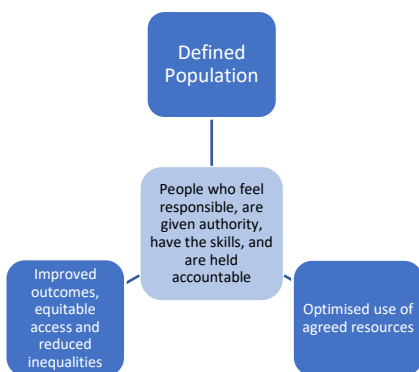 Defined
Population
People who feel
responsible, are
given authority,
have the skills, and
are held
accountable
Improved
outcomes,
equitable
access and
reduced
inequalities
Optimised use of
agreed resources